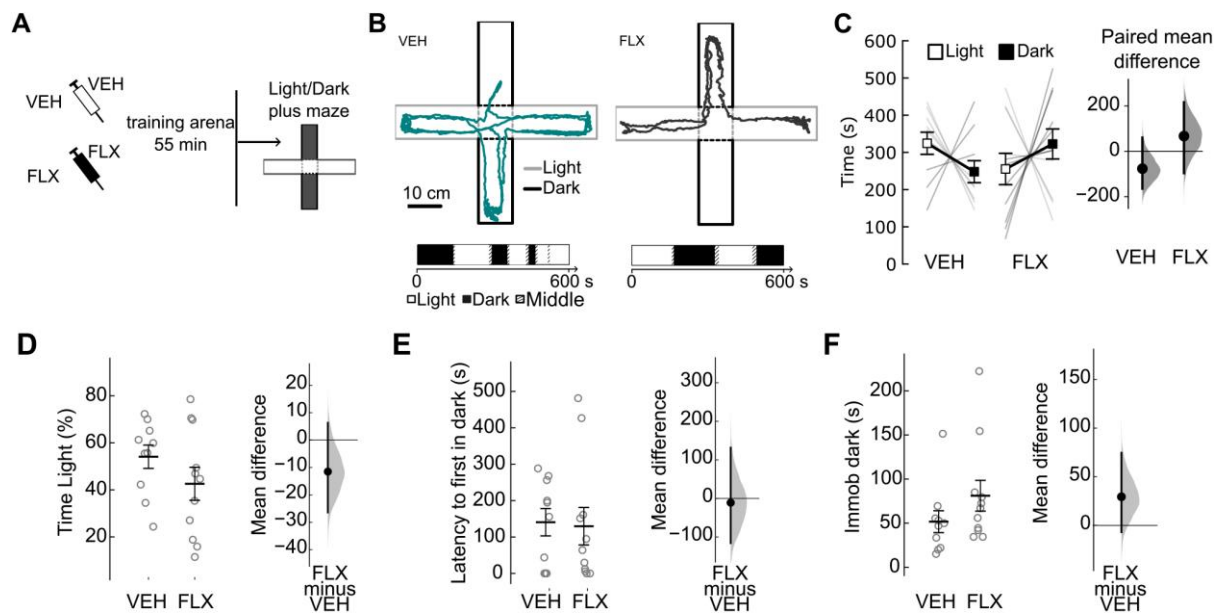 A
VEH
VEH
FLX
FLX
training arena
55 min
Light/Dark
plus maze
B
VEH
FLX
Light
Dark
10 cm
0
600 s
0
600 s
Light
Dark
Middle
C
Light
Dark
Time (s)
600
500
400
300
200
100
0
VEH
FLX
Paired mean
difference
200
0
−200
VEH
FLX
D
Time Light (%)
80
60
40
20
VEH
FLX
Mean difference
20
10
0
−10
−20
−30
−40
FLX
minus
VEH
E
Latency to first in dark (s)
500
400
300
200
100
0
VEH
FLX
Mean difference
300
200
100
0
−100
FLX
minus
VEH
F
Immob dark (s)
200
150
100
50
0
VEH
FLX
Mean difference
150
100
50
0
FLX
minus
VEH